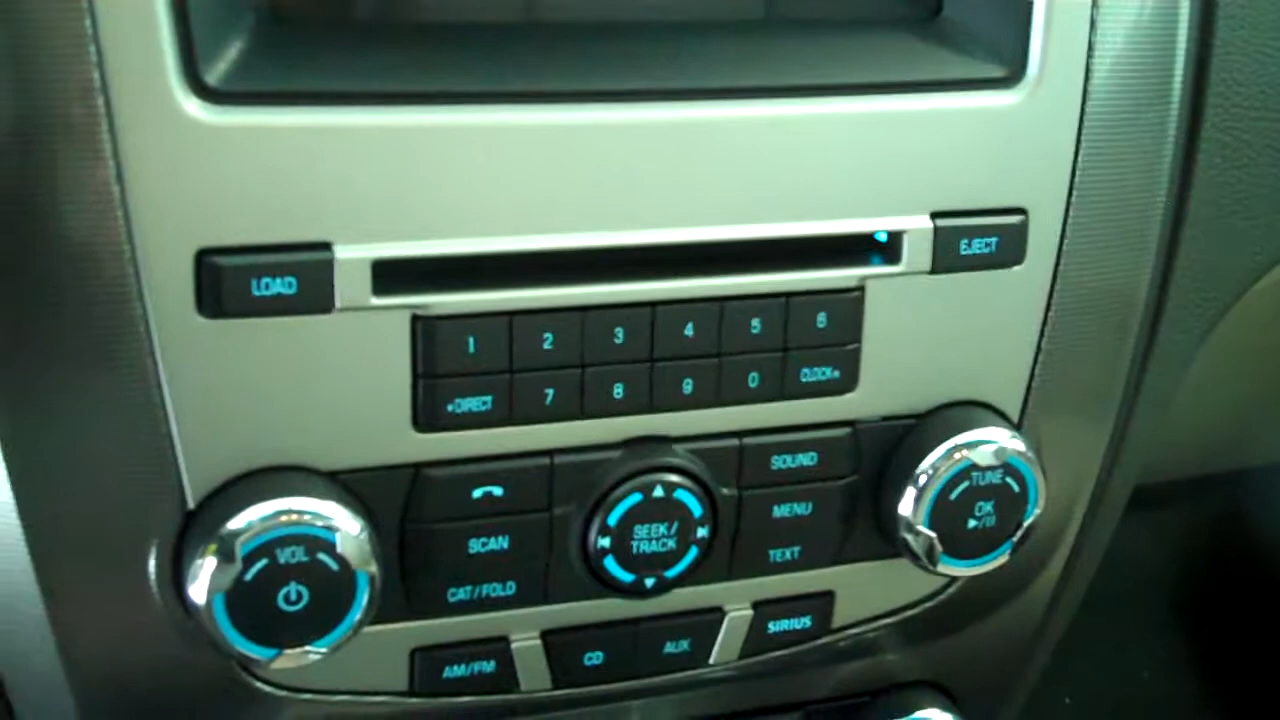 LOAD
EJECT
1 2 3 4 5 6
DIRECT 7 8 9 0 CLOCK
SOUND
TUNE
OK
SEEK/
TRACK
MENU
SCAN
VOL
TEXT
CAT/FOLD
SIRIUS
AM/FM CD AUX